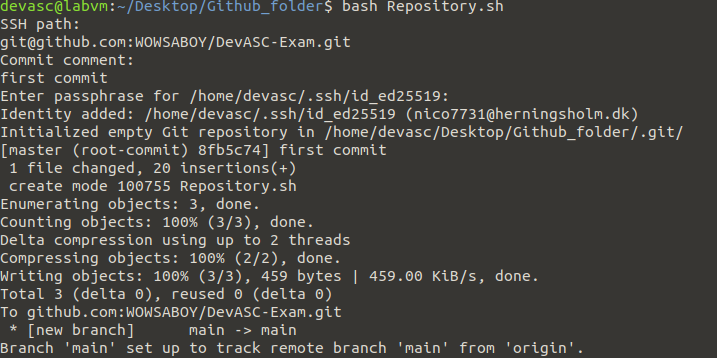 devasc@labvm:~/Desktop/Github_folder$ bash Repository.sh
SSH path:
git@github.com:WOWSABOY/DevASC-Exam.git
Commit comment:
first commit
Enter passphrase for /home/devasc/.ssh/id_ed25519:
Identity added: /home/devasc/.ssh/id_ed25519 (nico7731@herningsholm.dk)
Initialized empty Git repository in /home/devasc/Desktop/Github_folder/.git/
[master (root-commit) 8fb5c74] first commit
 1 file changed, 20 insertions(+)
 create mode 100755 Repository.sh
Enumerating objects: 3, done.
Counting objects: 100% (3/3), done.
Delta compression using up to 2 threads
Compressing objects: 100% (2/2), done.
Writing objects: 100% (3/3), 459 bytes | 459.00 KiB/s, done.
Total 3 (delta 0), reused 0 (delta 0)
To github.com:WOWSABOY/DevASC-Exam.git
 * [new branch]      main -> main
Branch 'main' set up to track remote branch 'main' from 'origin'.